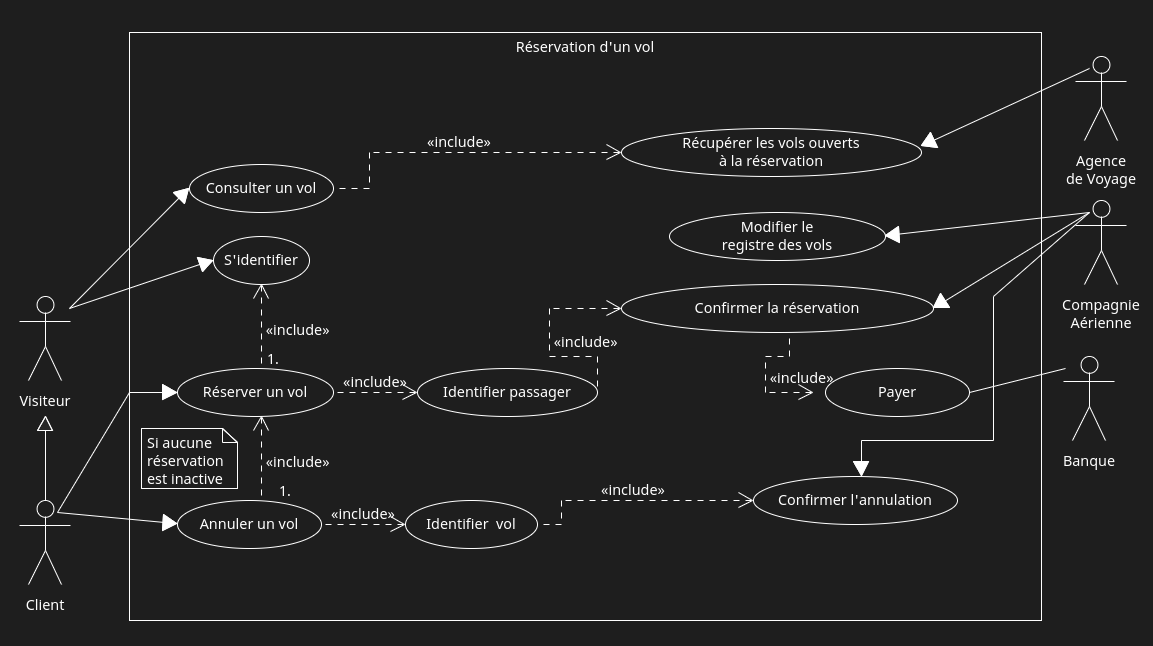 Réservation d'un vol
Agence
de Voyage
Récupérer les vols ouverts
à la réservation
«include»
Consulter un vol
Modifier le
registre des vols
S'identifier
Compagnie
Aérienne
Confirmer la réservation
«include»
«include»
1.
Visiteur
Réserver un vol
«include»
Identifier passager
«include»
Payer
Banque
Si aucune
réservation
est inactive
«include»
1.
«include»
Confirmer l'annulation
Annuler un vol
«include»
Identifier  vol
Client